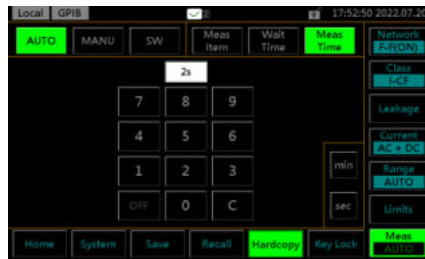 Local GPIB 17:52:50 2022.07.20
AUTO MANU SW Meas Item Wait Time Meas Time
Network
F-F(ON)
2s
Class
I-CF
7 8 9
Leakage
4 5 6
Current
AC + DC
1 2 3 min
Range
AUTO
OFF 0 C sec
Limits
Home System Save Recall Hardcopy Key Lock
Meas
AUTO